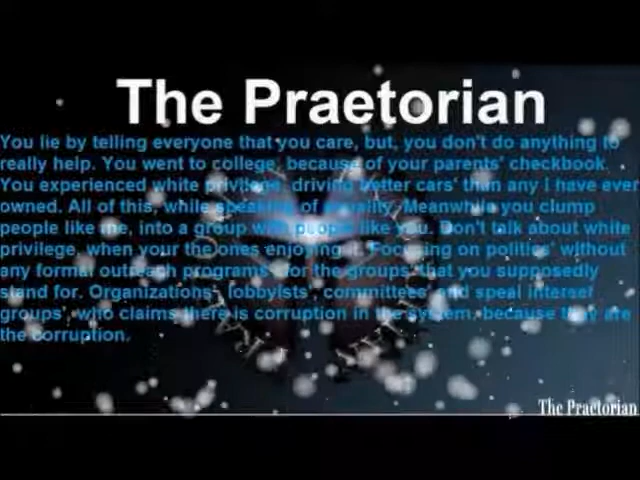 The Praetorian
You lie by telling everyone that you care, but, you don't do anything to
really help. You went to college, because of your parents' checkbook.
You experienced white privilege, driving better cars' than any I have ever
owned. All of this, while speaking of equality. Meanwhile you clump
people like me, into a group with people like you. Don't talk about white
privilege, when your the ones enjoying it. Focusing on politics' without
any formal outreach programs, for the groups' that you supposedly
stand for. Organizations', lobbyists', committees' and speal interest
groups', who claims there is corruption in the system, because they are
the corruption.
The Praetorian